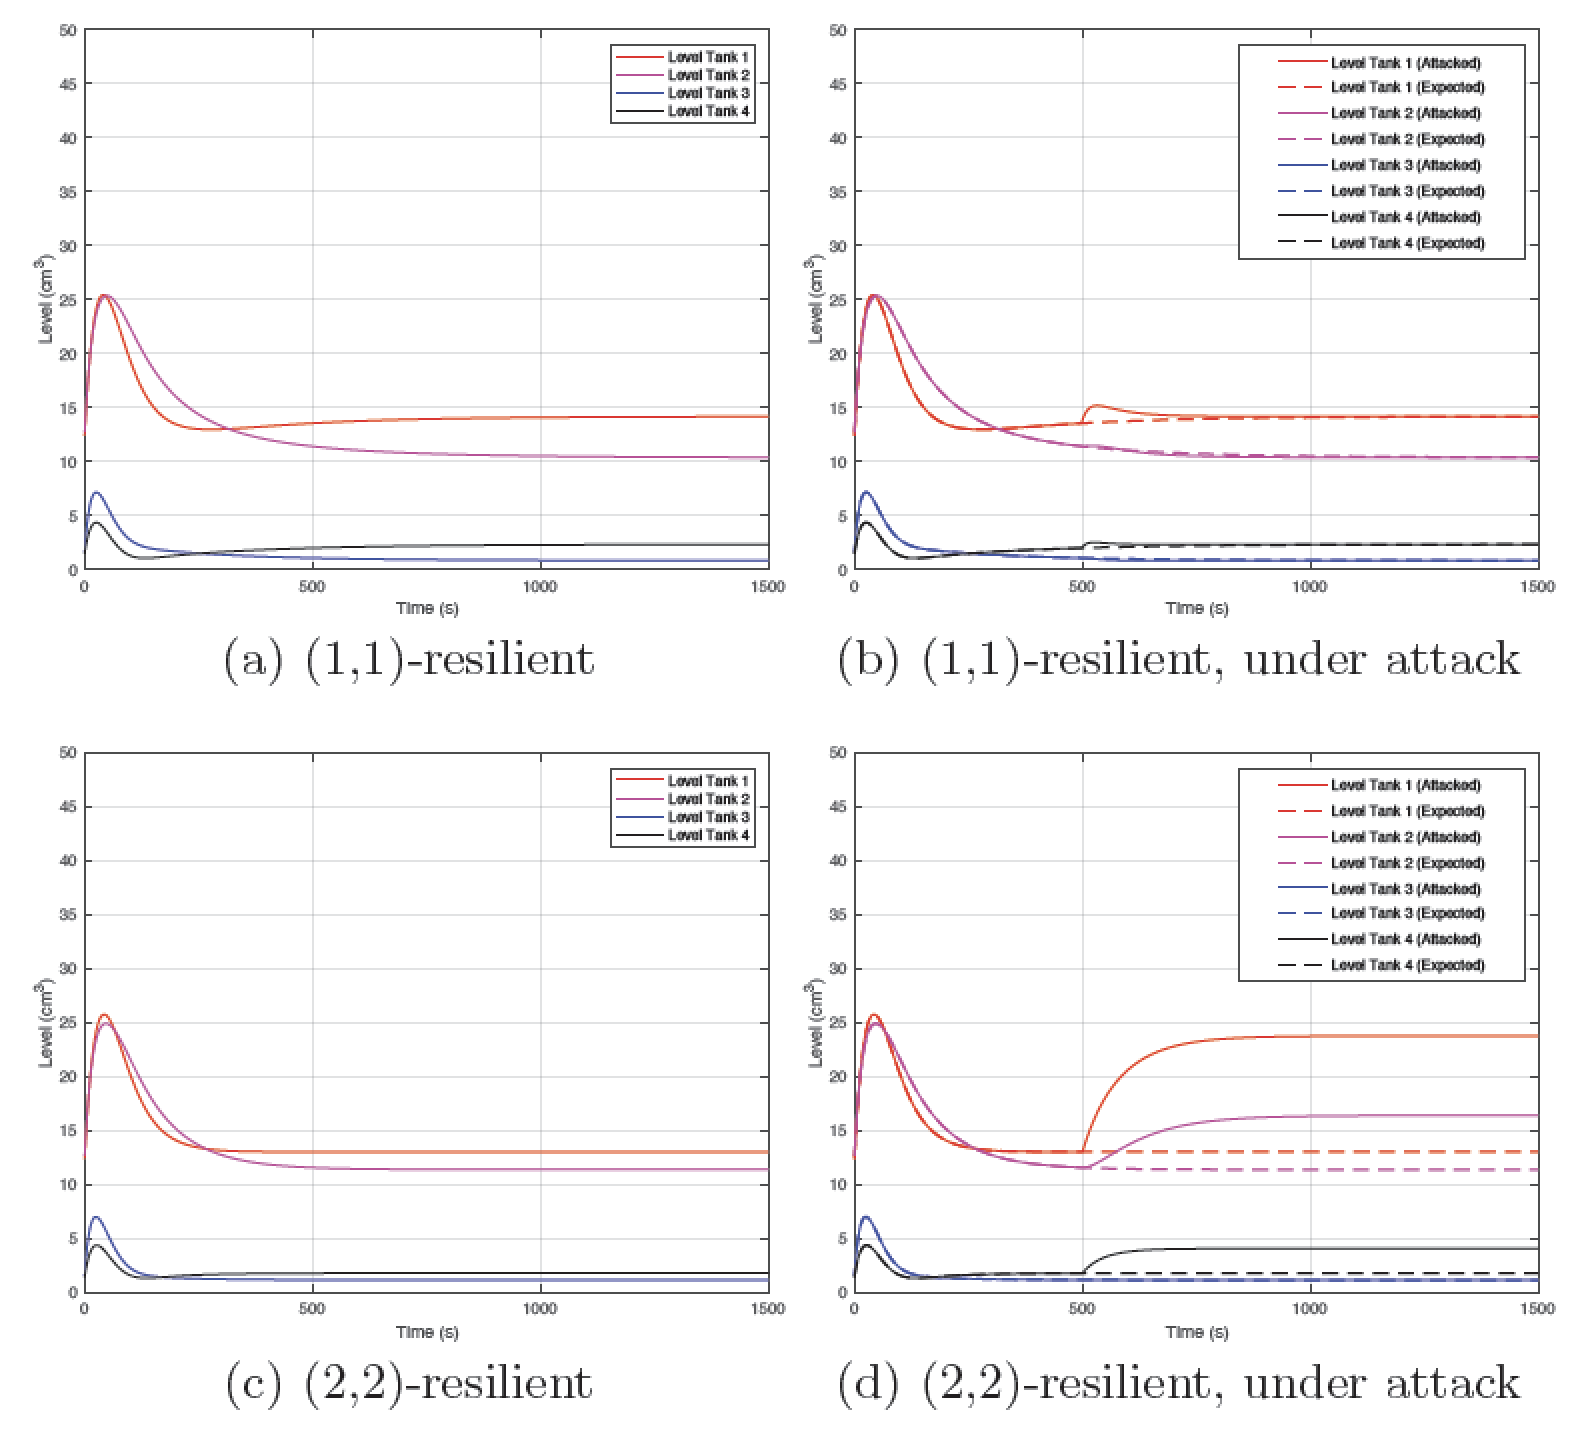 50
45
40
35
30
25
20
15
10
5
0
Level (cm³)
0 500 1000 1500
Time (s)
Level Tank 1
Level Tank 2
Level Tank 3
Level Tank 4
(a) (1,1)-resilient
50
45
40
35
30
25
20
15
10
5
0
Level (cm³)
0 500 1000 1500
Time (s)
Level Tank 1 (Attacked)
Level Tank 1 (Expected)
Level Tank 2 (Attacked)
Level Tank 2 (Expected)
Level Tank 3 (Attacked)
Level Tank 3 (Expected)
Level Tank 4 (Attacked)
Level Tank 4 (Expected)
(b) (1,1)-resilient, under attack
50
45
40
35
30
25
20
15
10
5
0
Level (cm³)
0 500 1000 1500
Time (s)
Level Tank 1
Level Tank 2
Level Tank 3
Level Tank 4
(c) (2,2)-resilient
50
45
40
35
30
25
20
15
10
5
0
Level (cm³)
0 500 1000 1500
Time (s)
Level Tank 1 (Attacked)
Level Tank 1 (Expected)
Level Tank 2 (Attacked)
Level Tank 2 (Expected)
Level Tank 3 (Attacked)
Level Tank 3 (Expected)
Level Tank 4 (Attacked)
Level Tank 4 (Expected)
(d) (2,2)-resilient, under attack